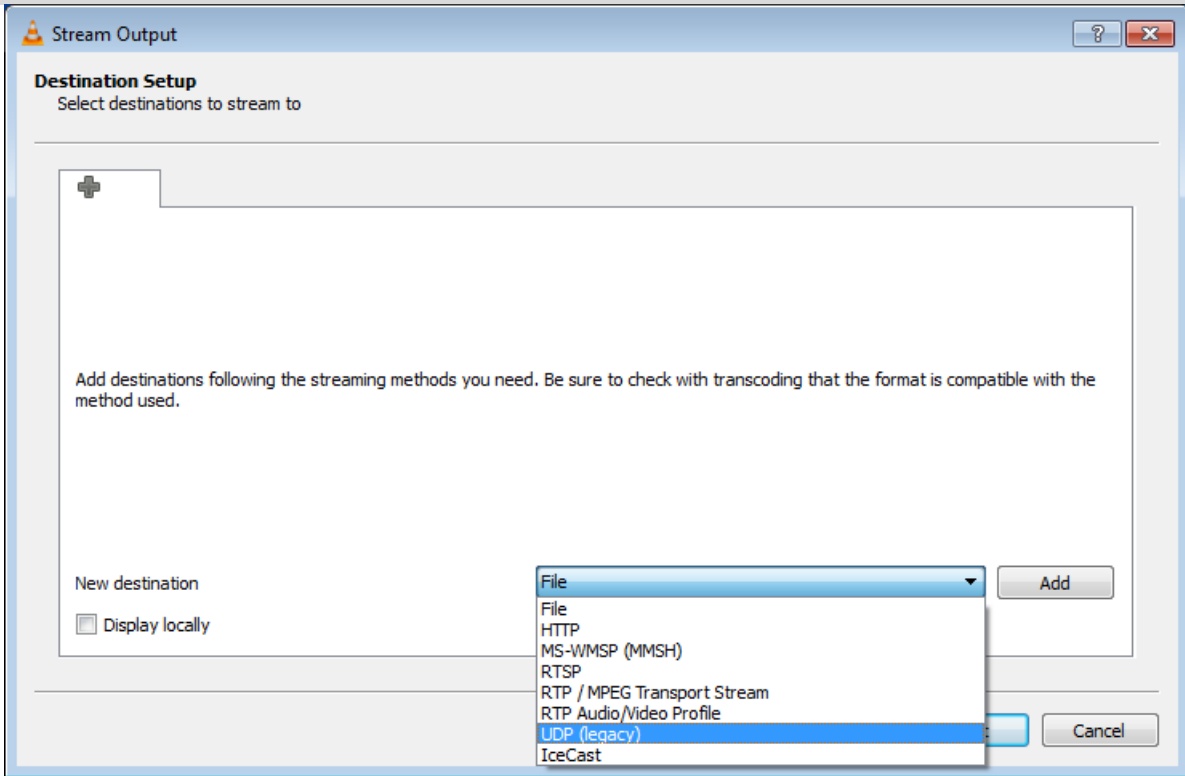 Stream Output
Destination Setup
Select destinations to stream to
Add destinations following the streaming methods you need. Be sure to check with transcoding that the format is compatible with the
method used.
New destination
File
Add
Display locally
File
HTTP
MS-WMSP (MMSH)
RTSP
RTP / MPEG Transport Stream
RTP Audio/Video Profile
UDP (legacy)
IceCast
Cancel